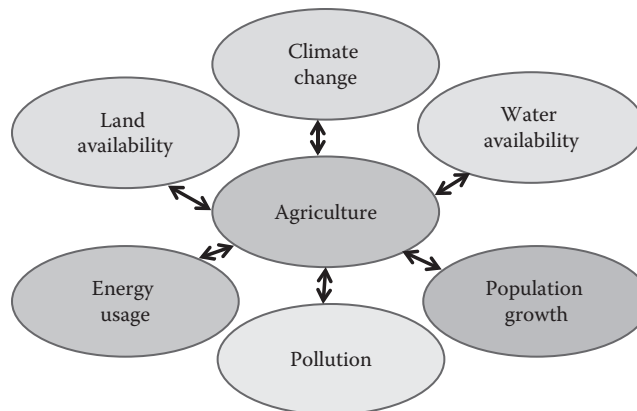 Climate
change
Land
availability
Water
availability
Agriculture
Energy
usage
Population
growth
Pollution